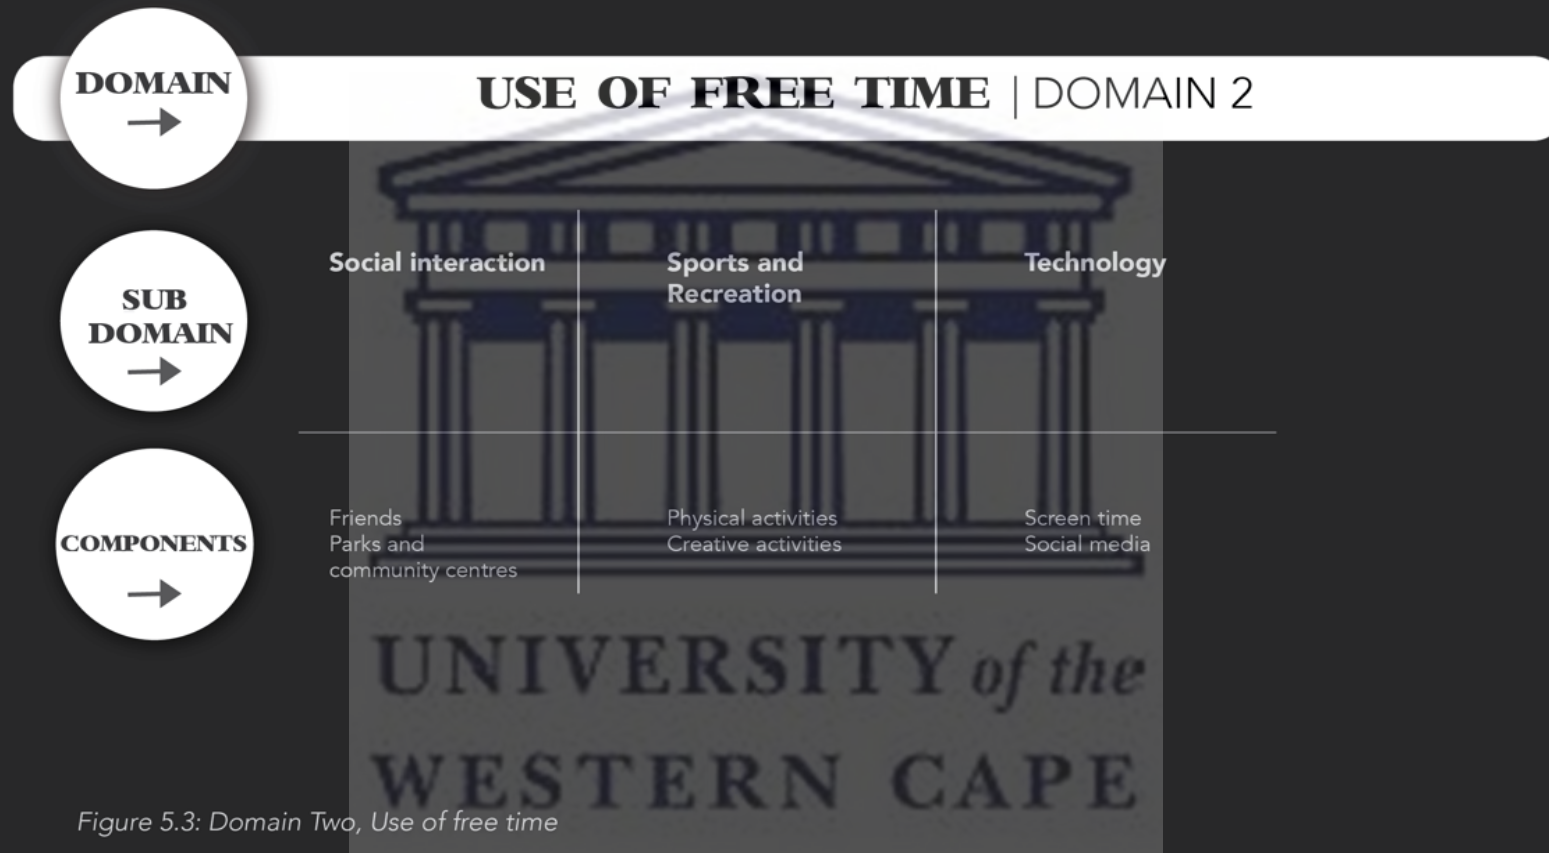 DOMAIN
USE OF FREE TIME | DOMAIN 2
SUB
DOMAIN
Social interaction
Sports and
Recreation
Technology
COMPONENTS
Friends
Parks and
community centres
Physical activities
Creative activities
Screen time
Social media
UNIVERSITY of the
WESTERN CAPE
Figure 5.3: Domain Two, Use of free time